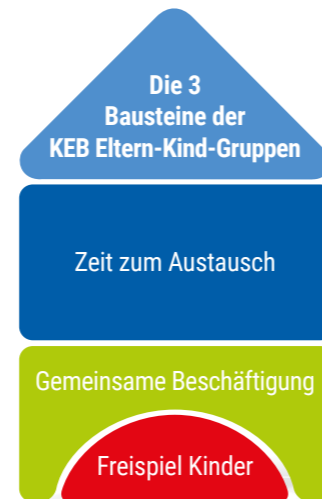 Die 3
Bausteine der
KEB Eltern-Kind-Gruppen
Zeit zum Austausch
Gemeinsame Beschäftigung
Freispiel Kinder